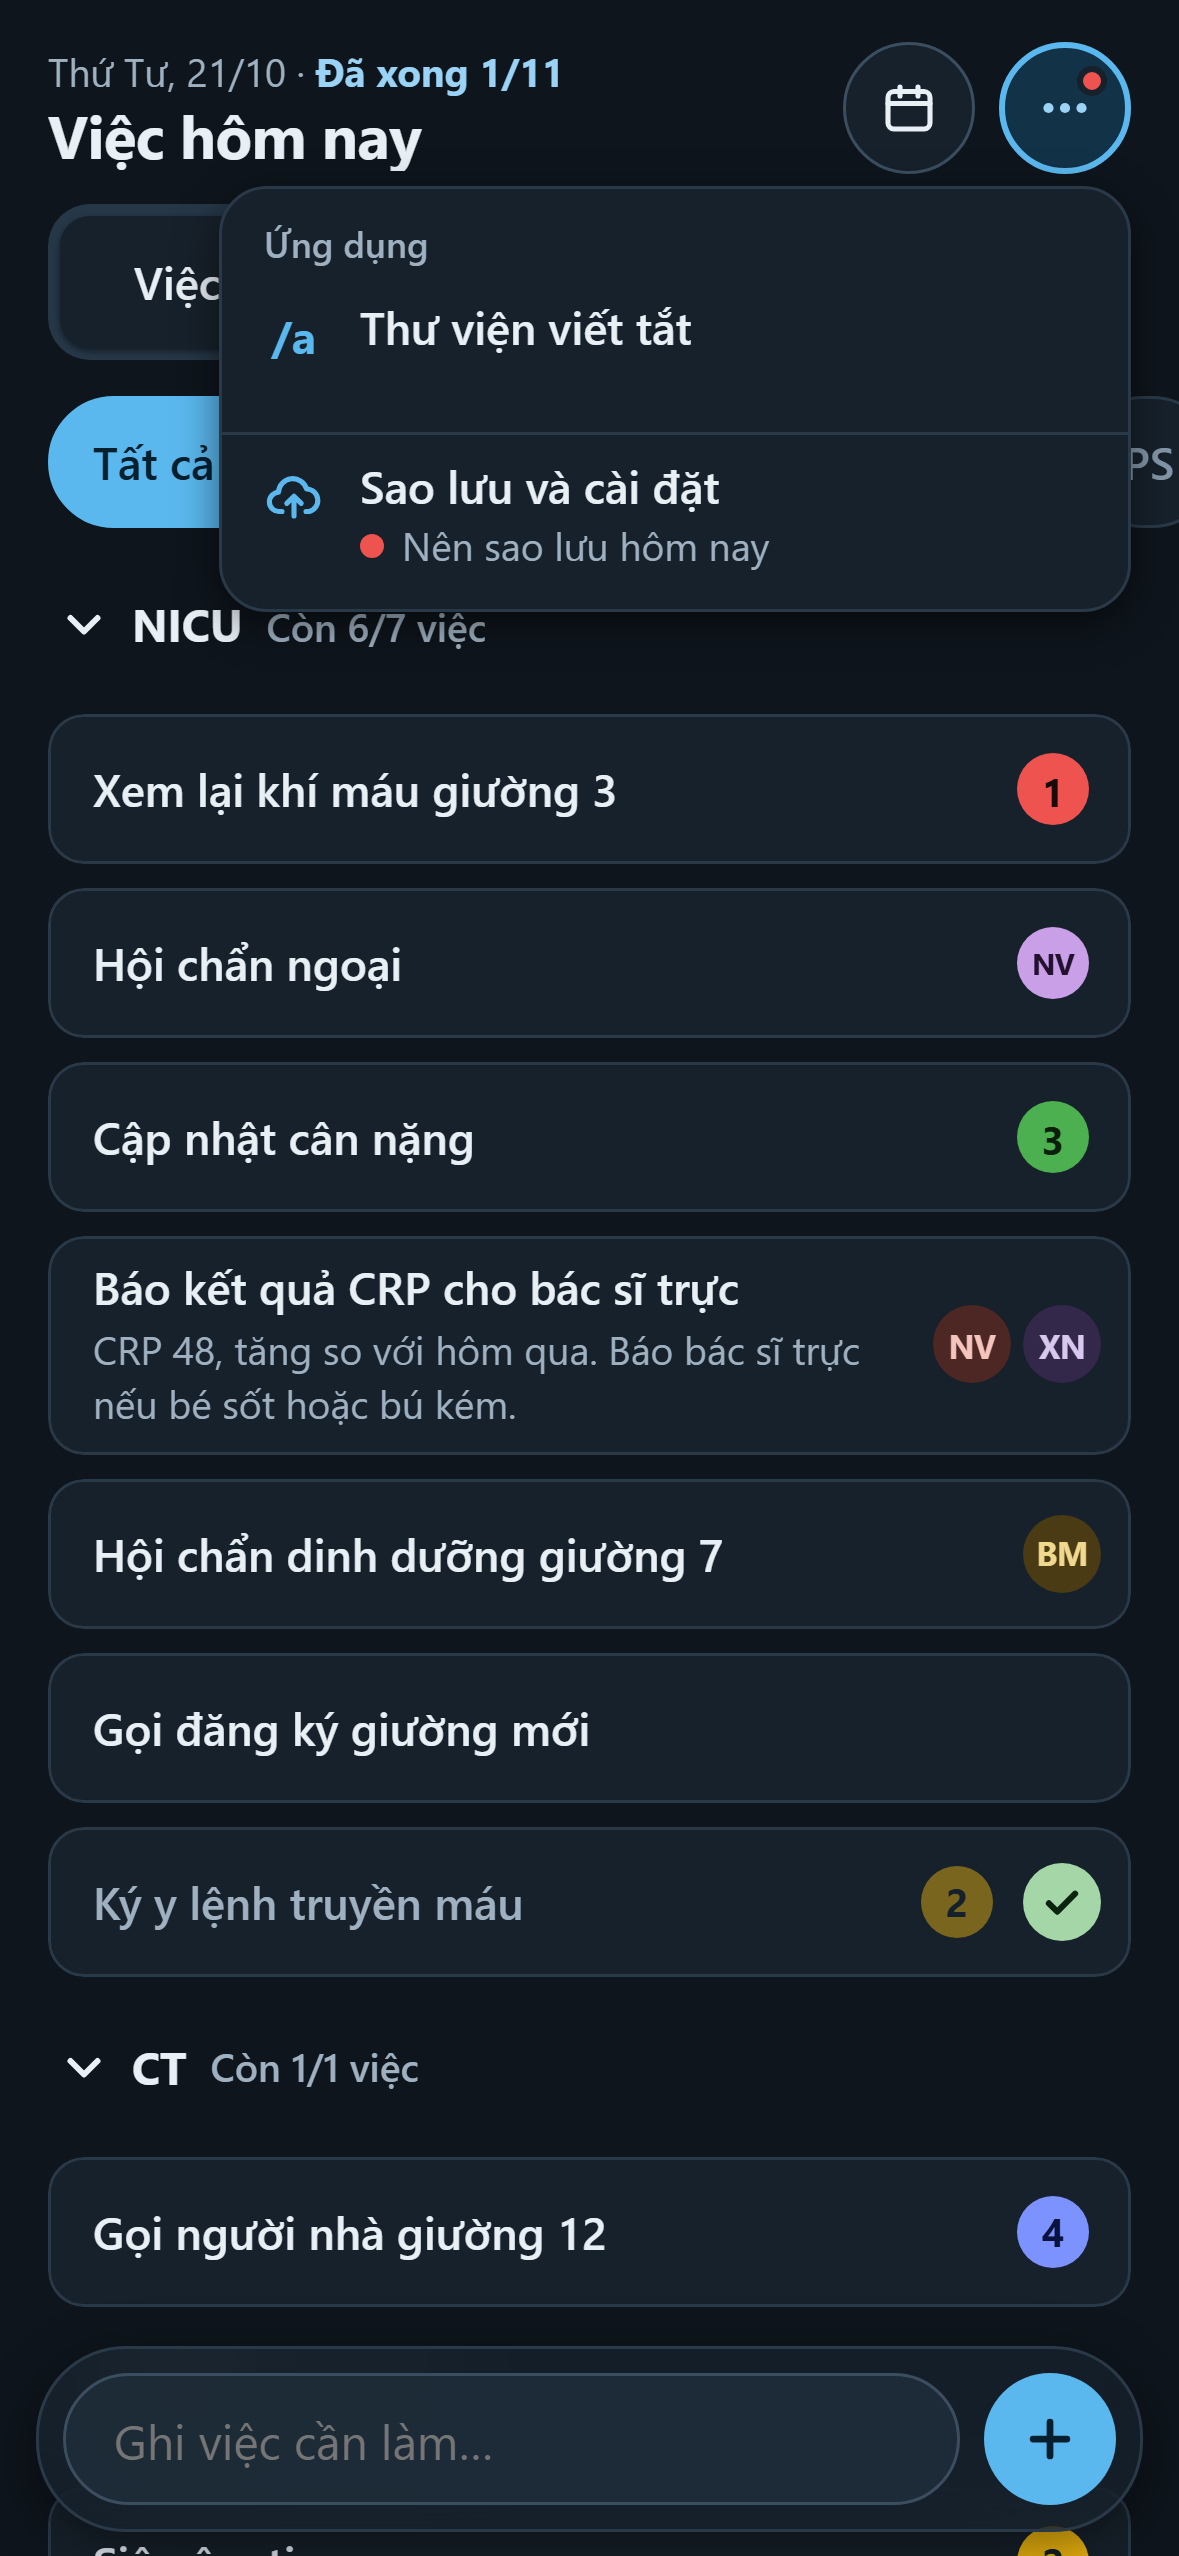 Thứ Tư, 21/10 · Đã xong 1/11
Việc hôm nay
Ứng dụng
Việc
/a Thư viện viết tắt
Tất cả
PS
Sao lưu và cài đặt
Nên sao lưu hôm nay
NICU Còn 6/7 việc
Xem lại khí máu giường 3 1
Hội chẩn ngoại NV
Cập nhật cân nặng 3
Báo kết quả CRP cho bác sĩ trực
CRP 48, tăng so với hôm qua. Báo bác sĩ trực
nếu bé sốt hoặc bú kém.
NV XN
Hội chẩn dinh dưỡng giường 7 BM
Gọi đăng ký giường mới
Ký y lệnh truyền máu 2
CT Còn 1/1 việc
Gọi người nhà giường 12 4
Ghi việc cần làm...